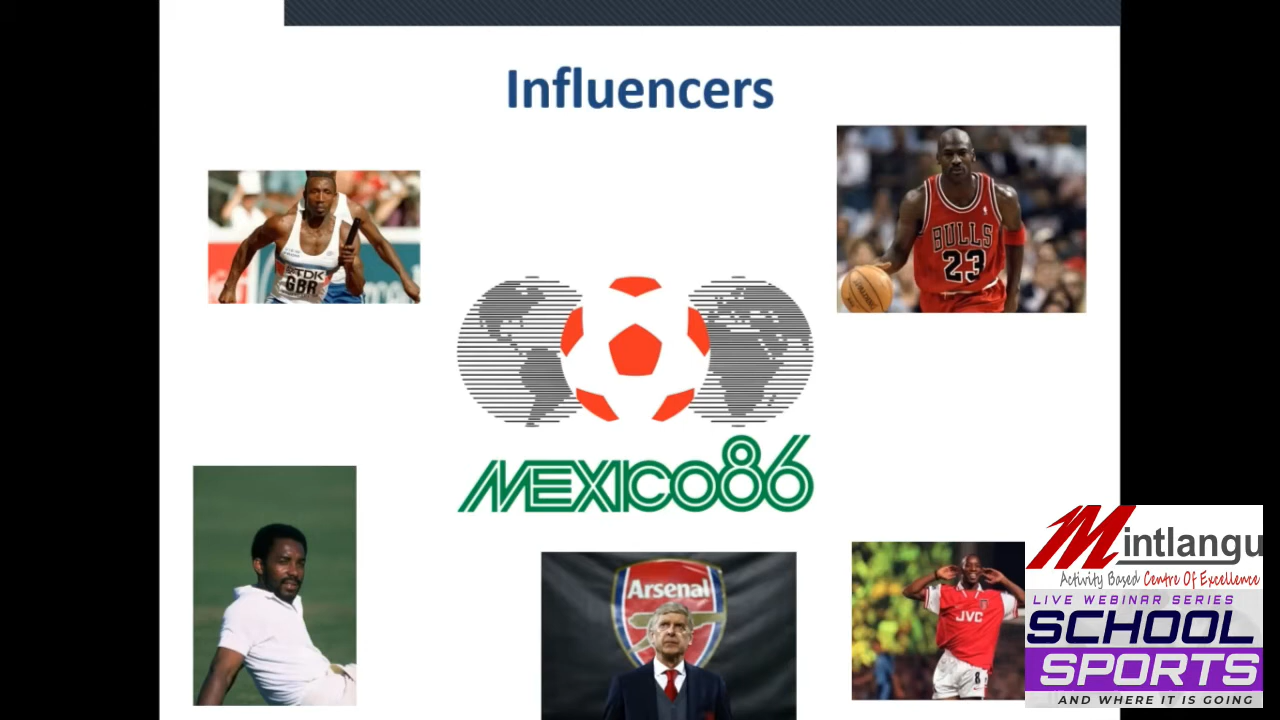 Influencers
TDK
GBR
BULLS
23
MEXICO86
Arsenal
JVC
8
Mintlangu
Activity Based Centre Of Excellence
LIVE WEBINAR SERIES
SCHOOL
SPORTS
AND WHERE IT IS GOING